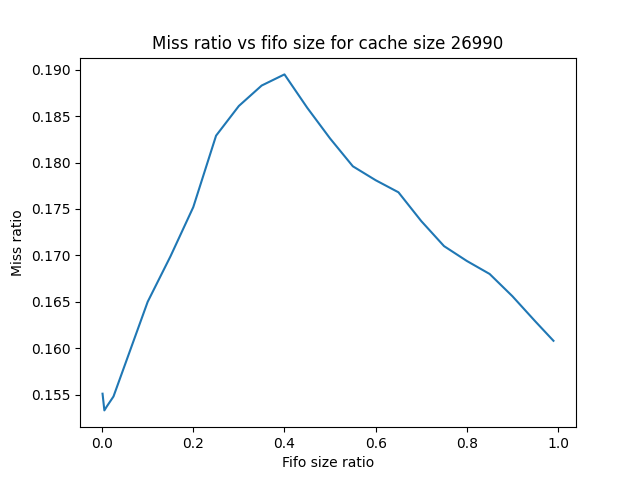 Miss ratio vs fifo size for cache size 26990
0.190
0.185
0.180
0.175
0.170
0.165
0.160
0.155
Miss ratio
0.0 0.2 0.4 0.6 0.8 1.0
Fifo size ratio